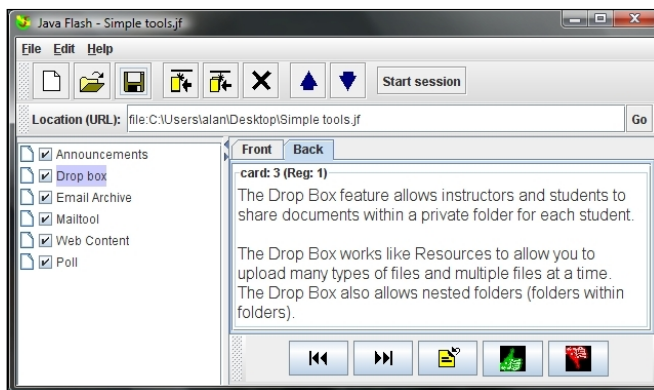 Java Flash - Simple tools.jf
File Edit Help
Start session
Location (URL): file:C:\Users\alan\Desktop\Simple tools.jf Go
Announcements
Drop box
Email Archive
Mailtool
Web Content
Poll
Front Back
card: 3 (Reg: 1)
The Drop Box feature allows instructors and students to
share documents within a private folder for each student.
The Drop Box works like Resources to allow you to
upload many types of files and multiple files at a time.
The Drop Box also allows nested folders (folders within
folders).